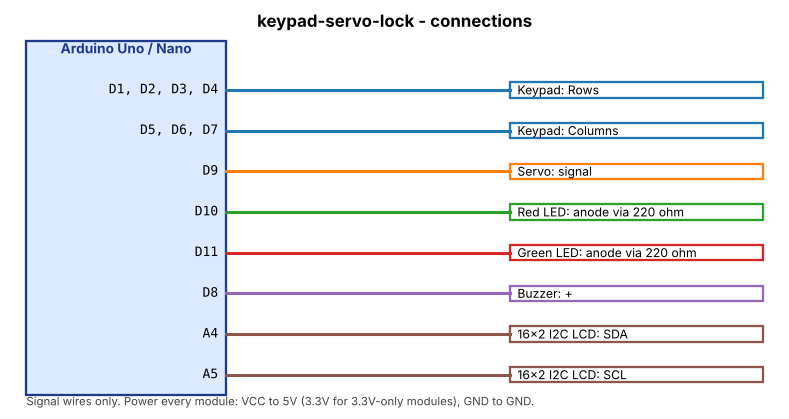 keypad-servo-lock - connections
Arduino Uno / Nano
D1, D2, D3, D4 Keypad: Rows
D5, D6, D7 Keypad: Columns
D9 Servo: signal
D10 Red LED: anode via 220 ohm
D11 Green LED: anode via 220 ohm
D8 Buzzer: +
A4 16×2 I2C LCD: SDA
A5 16×2 I2C LCD: SCL
Signal wires only. Power every module: VCC to 5V (3.3V for 3.3V-only modules), GND to GND.